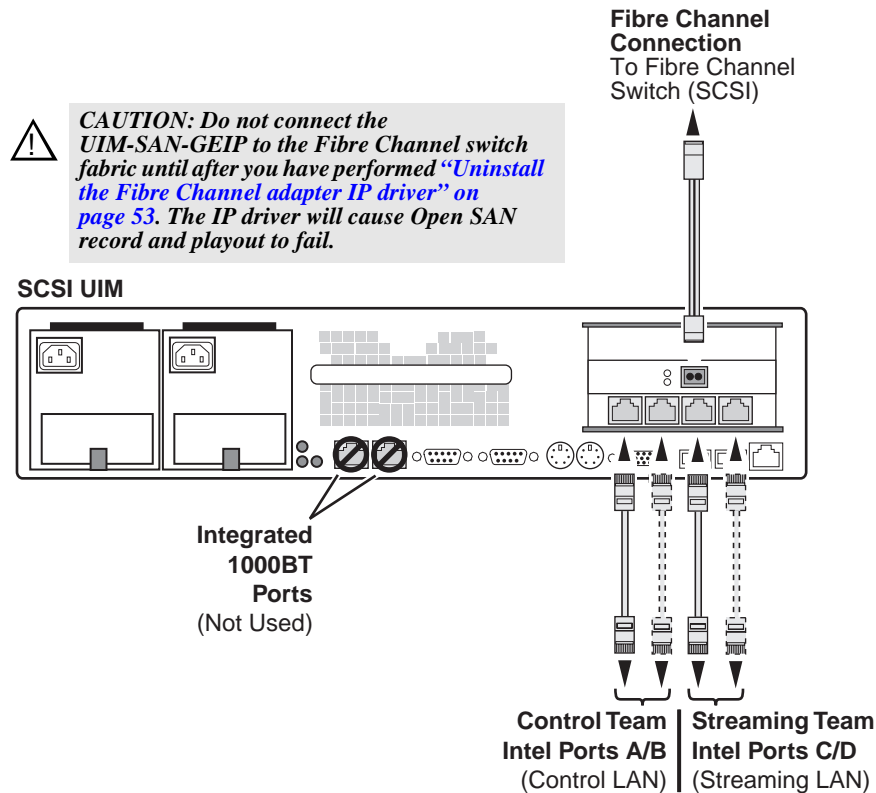 Fibre Channel
Connection
To Fibre Channel
Switch (SCSI)
!
CAUTION: Do not connect the
UIM-SAN-GEIP to the Fibre Channel switch
fabric until after you have performed “Uninstall
the Fibre Channel adapter IP driver” on
page 53. The IP driver will cause Open SAN
record and playout to fail.
SCSI UIM
Integrated
1000BT
Ports
(Not Used)
Control Team
Intel Ports A/B
(Control LAN)
Streaming Team
Intel Ports C/D
(Streaming LAN)